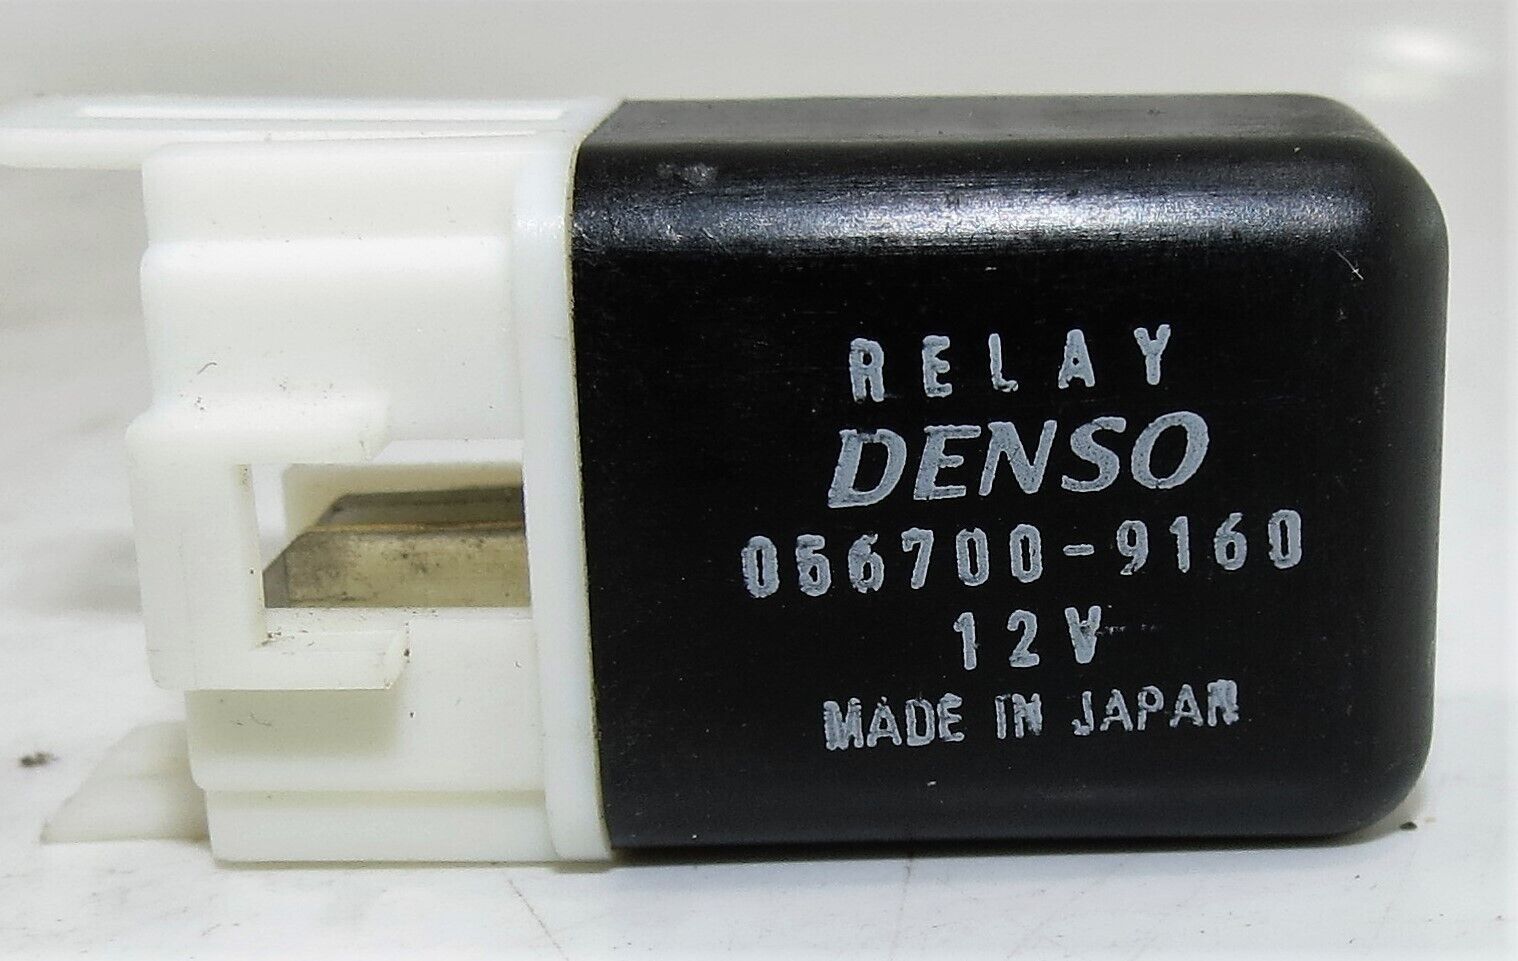 RELAY
DENSO
056700-9160
12V
MADE IN JAPAN